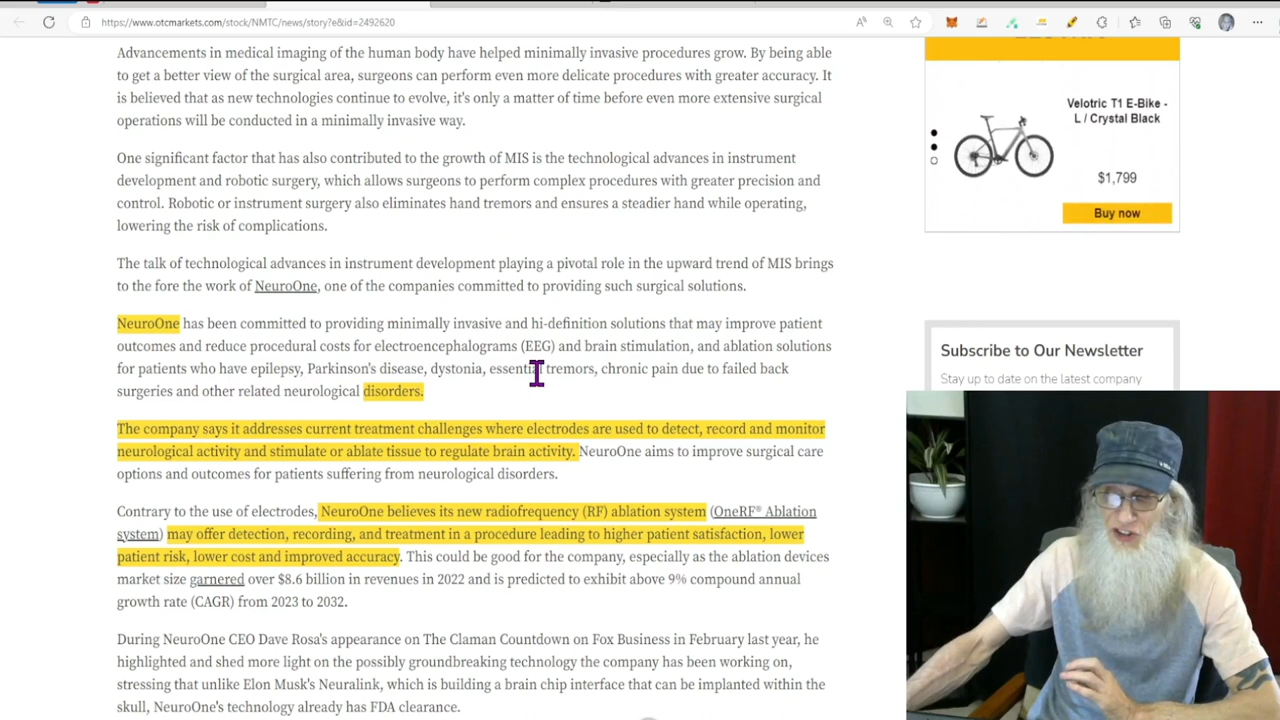 https://www.otcmarkets.com/stock/NMTC/news/story?e&id=2492620
Advancements in medical imaging of the human body have helped minimally invasive procedures grow. By being able
to get a better view of the surgical area, surgeons can perform even more delicate procedures with greater accuracy. It
is believed that as new technologies continue to evolve, it's only a matter of time before even more extensive surgical
operations will be conducted in a minimally invasive way.
One significant factor that has also contributed to the growth of MIS is the technological advances in instrument
development and robotic surgery, which allows surgeons to perform complex procedures with greater precision and
control. Robotic or instrument surgery also eliminates hand tremors and ensures a steadier hand while operating,
lowering the risk of complications.
The talk of technological advances in instrument development playing a pivotal role in the upward trend of MIS brings
to the fore the work of NeuroOne, one of the companies committed to providing such surgical solutions.
NeuroOne has been committed to providing minimally invasive and hi-definition solutions that may improve patient
outcomes and reduce procedural costs for electroencephalograms (EEG) and brain stimulation, and ablation solutions
for patients who have epilepsy, Parkinson's disease, dystonia, essential tremors, chronic pain due to failed back
surgeries and other related neurological disorders.
The company says it addresses current treatment challenges where electrodes are used to detect, record and monitor
neurological activity and stimulate or ablate tissue to regulate brain activity. NeuroOne aims to improve surgical care
options and outcomes for patients suffering from neurological disorders.
Contrary to the use of electrodes, NeuroOne believes its new radiofrequency (RF) ablation system (OneRF® Ablation
system) may offer detection, recording, and treatment in a procedure leading to higher patient satisfaction, lower
patient risk, lower cost and improved accuracy. This could be good for the company, especially as the ablation devices
market size garnered over $8.6 billion in revenues in 2022 and is predicted to exhibit above 9% compound annual
growth rate (CAGR) from 2023 to 2032.
During NeuroOne CEO Dave Rosa's appearance on The Claman Countdown on Fox Business in February last year, he
highlighted and shed more light on the possibly groundbreaking technology the company has been working on,
stressing that unlike Elon Musk's Neuralink, which is building a brain chip interface that can be implanted within the
skull, NeuroOne's technology already has FDA clearance.
Velotric T1 E-Bike -
L / Crystal Black
$1,799
Buy now
Subscribe to Our Newsletter
Stay up to date on the latest company